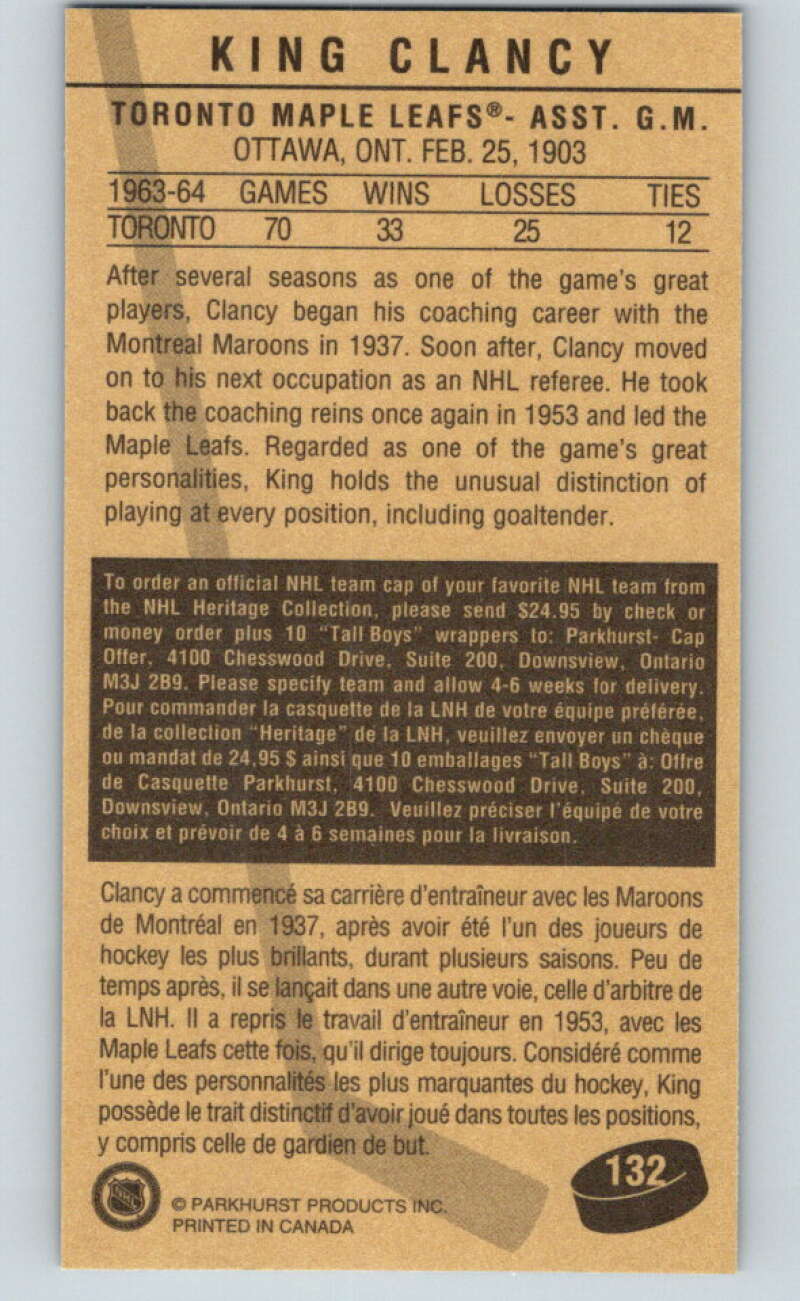 KING CLANCY
TORONTO MAPLE LEAFS®- ASST. G.M.
OTTAWA, ONT. FEB. 25, 1903
1963-64 GAMES WINS LOSSES TIES
TORONTO 70 33 25 12
After several seasons as one of the game's great
players, Clancy began his coaching career with the
Montreal Maroons in 1937. Soon after, Clancy moved
on to his next occupation as an NHL referee. He took
back the coaching reins once again in 1953 and led the
Maple Leafs. Regarded as one of the game's great
personalities, King holds the unusual distinction of
playing at every position, including goaltender.
To order an official NHL team cap of your favorite NHL team from
the NHL Heritage Collection, please send $24.95 by check or
money order plus 10 "Tall Boys" wrappers to: Parkhurst- Cap
Offer, 4100 Chesswood Drive, Suite 200, Downsview, Ontario
M3J 2B9. Please specify team and allow 4-6 weeks for delivery.
Pour commander la casquette de la LNH de votre équipe préférée,
de la collection "Heritage" de la LNH, veuillez envoyer un chèque
ou mandat de 24,95 $ ainsi que 10 emballages "Tall Boys" à: Offre
de Casquette Parkhurst, 4100 Chesswood Drive, Suite 200,
Downsview, Ontario M3J 2B9. Veuillez préciser l'équipe de votre
choix et prévoir de 4 à 6 semaines pour la livraison.
Clancy a commencé sa carrière d'entraîneur avec les Maroons
de Montréal en 1937, après avoir été l'un des joueurs de
hockey les plus brillants, durant plusieurs saisons. Peu de
temps après, il se lançait dans une autre voie, celle d'arbitre de
la LNH. Il a repris le travail d'entraîneur en 1953, avec les
Maple Leafs cette fois, qu'il dirige toujours. Considéré comme
l'une des personnalités les plus marquantes du hockey, King
possède le trait distinctif d'avoir joué dans toutes les positions,
y compris celle de gardien de but.
132
NHL
© PARKHURST PRODUCTS INC.
PRINTED IN CANADA